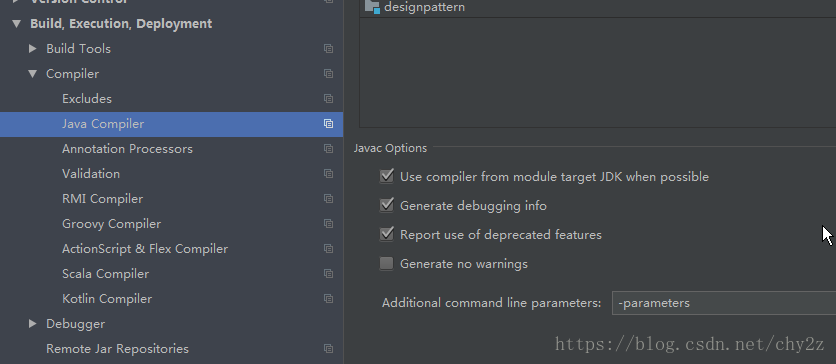 Version Control
designpattern
Build, Execution, Deployment
Build Tools
Compiler
Excludes
Java Compiler
Annotation Processors
Validation
RMI Compiler
Groovy Compiler
ActionScript & Flex Compiler
Scala Compiler
Kotlin Compiler
Debugger
Remote Jar Repositories
Javac Options
Use compiler from module target JDK when possible
Generate debugging info
Report use of deprecated features
Generate no warnings
Additional command line parameters: -parameters
https://blog.csdn.net/chy2z